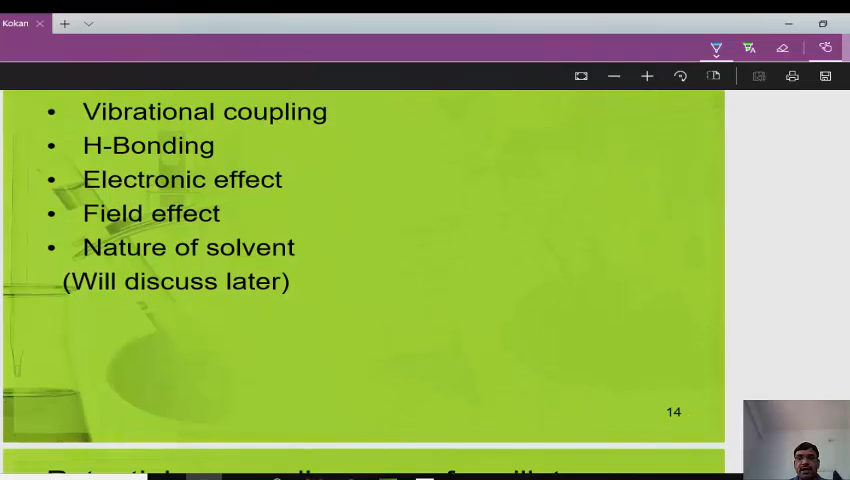 Kokan
• Vibrational coupling
• H-Bonding
• Electronic effect
• Field effect
• Nature of solvent
(Will discuss later)
14